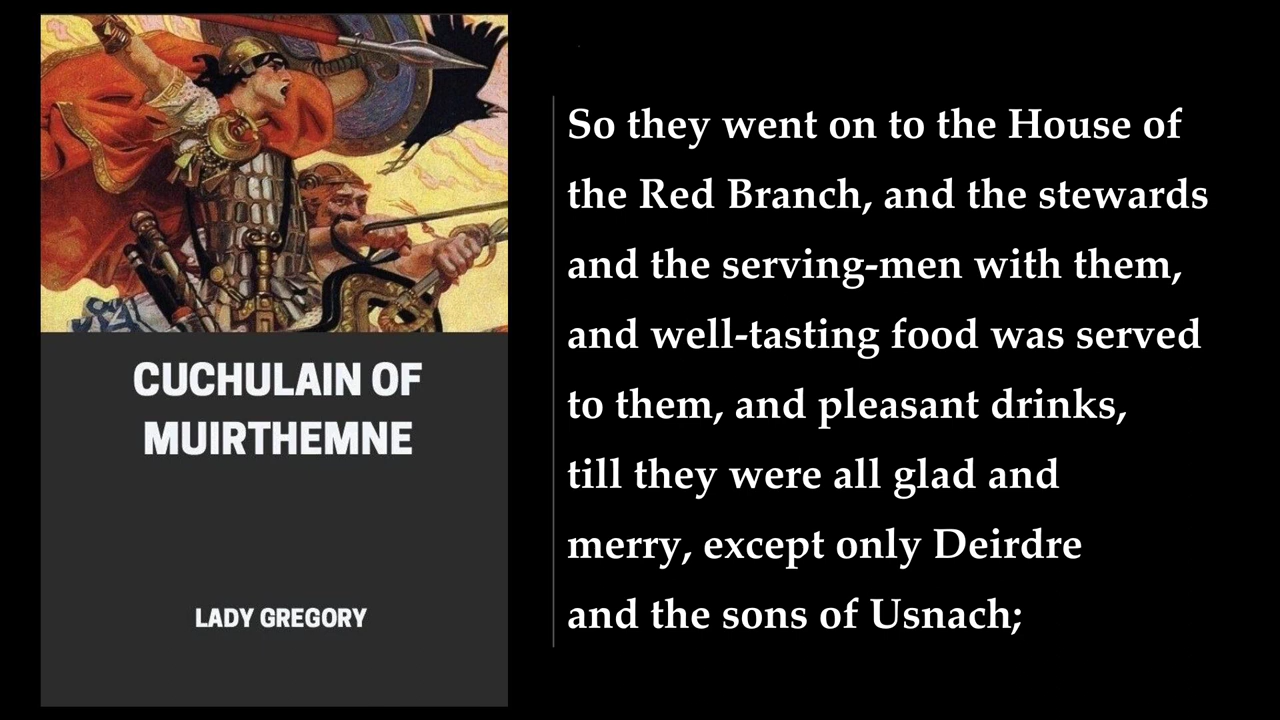 CUCHULAIN OF
MUIRTHEMNE
LADY GREGORY
So they went on to the House of
the Red Branch, and the stewards
and the serving-men with them,
and well-tasting food was served
to them, and pleasant drinks,
till they were all glad and
merry, except only Deirdre
and the sons of Usnach;